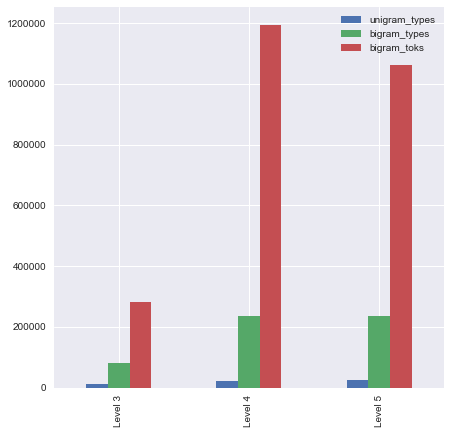 1200000
1000000
800000
600000
400000
200000
0
unigram_types
bigram_types
bigram_toks
Level 3
Level 4
Level 5